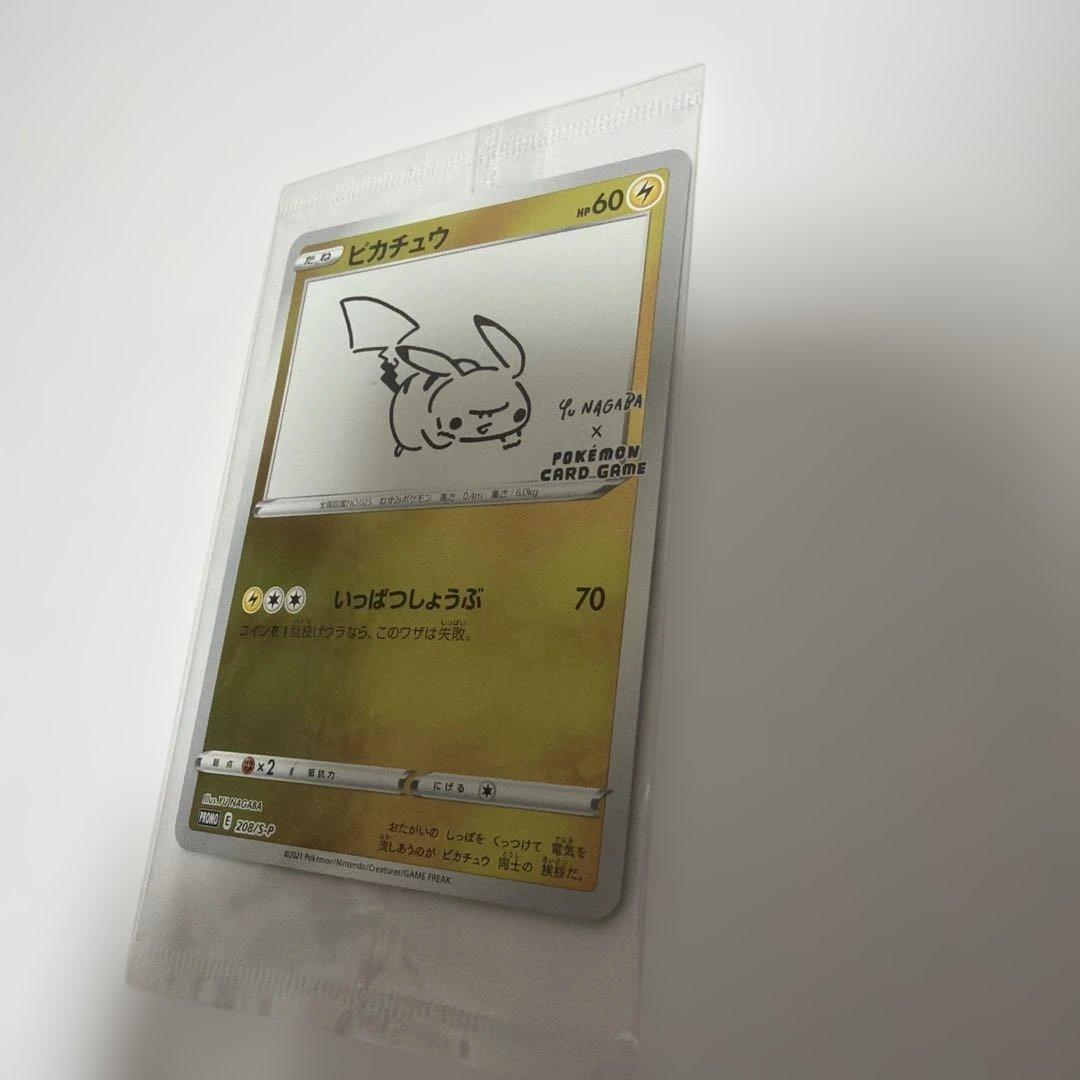 たね ピカチュウ HP60
Yu NAGABA
×
POKÉMON
CARD GAME
全国図鑑NO.025 ねずみポケモン 高さ:0.4m 重さ:6.0kg
いっぱつしょうぶ 70
コインを1回投げウラなら、このワザは失敗。
弱点 ×2 抵抗力 にげる
illus.YU NAGABA
PROMO E 208/S-P
おたがいの しっぽを くっつけて 電気を
流しあうのが ピカチュウ 同士の 挨拶だ。
©2021 Pokémon/Nintendo/Creatures/GAME FREAK